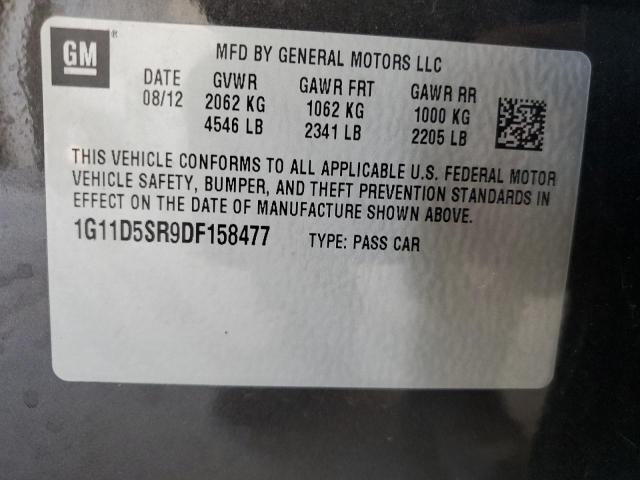 GM ®
MFD BY GENERAL MOTORS LLC
DATE GVWR GAWR FRT GAWR RR
08/12 2062 KG 1062 KG 1000 KG
4546 LB 2341 LB 2205 LB
THIS VEHICLE CONFORMS TO ALL APPLICABLE U.S. FEDERAL MOTOR
VEHICLE SAFETY, BUMPER, AND THEFT PREVENTION STANDARDS IN
EFFECT ON THE DATE OF MANUFACTURE SHOWN ABOVE.
1G11D5SR9DF158477 TYPE: PASS CAR